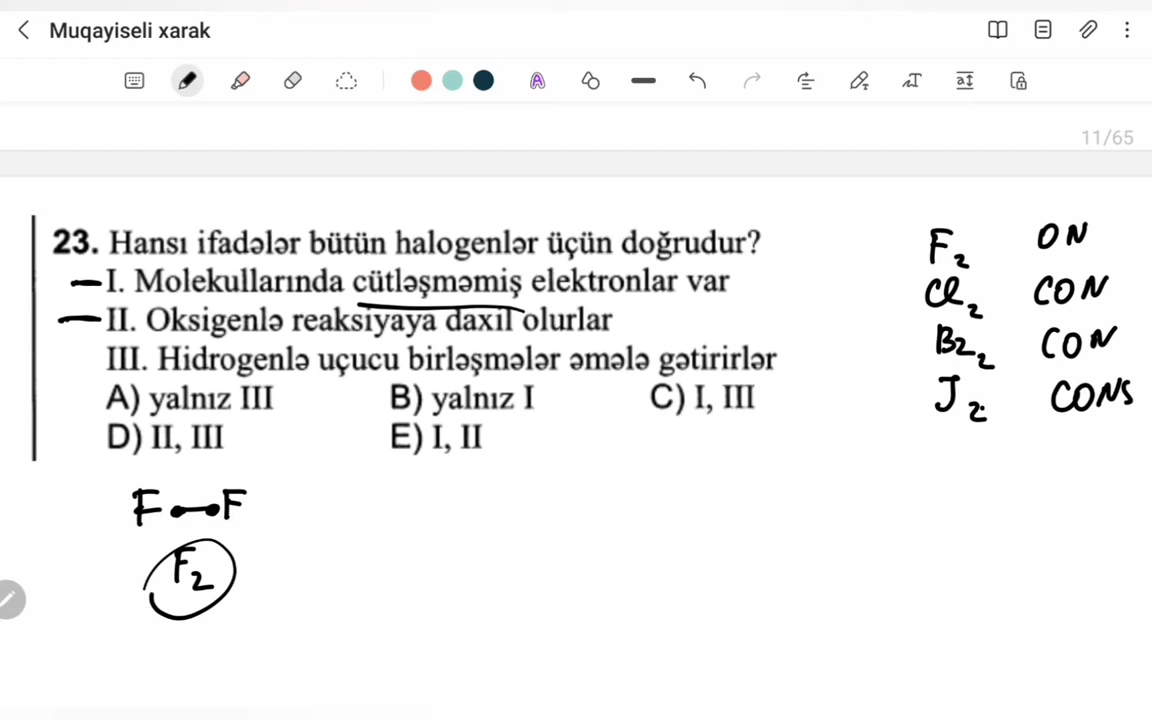 Muqayiseli xarak
11/65
23. Hansı ifadələr bütün halogenlər üçün doğrudur?
— I. Molekullarında cütləşməmiş elektronlar var
— II. Oksigenlə reaksiyaya daxil olurlar
III. Hidrogenlə uçucu birləşmələr əmələ gətirirlər
A) yalnız III B) yalnız I C) I, III
D) II, III E) I, II
F2 ON
Cl2 CON
Br2 CON
J2 CONS
F—F
F2